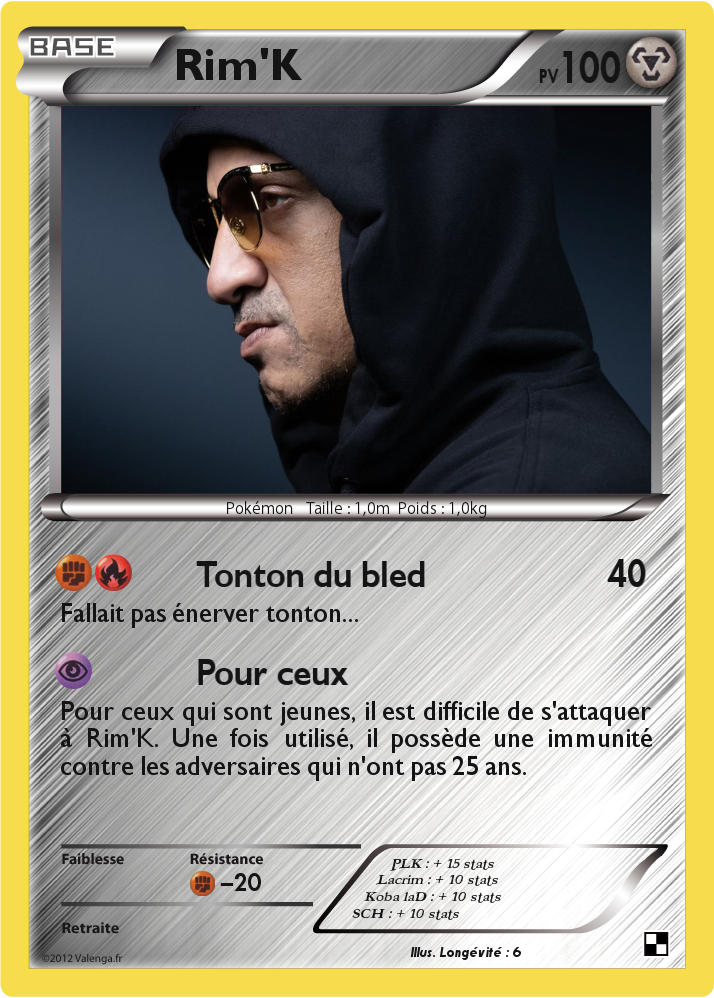 BASE
Rim'K
PV 100
Pokémon Taille : 1,0m Poids : 1,0kg
Tonton du bled 40
Fallait pas énerver tonton...
Pour ceux
Pour ceux qui sont jeunes, il est difficile de s'attaquer
à Rim'K. Une fois utilisé, il possède une immunité
contre les adversaires qui n'ont pas 25 ans.
Faiblesse
Résistance
–20
Retraite
PLK : + 15 stats
Lacrim : + 10 stats
Koba laD : + 10 stats
SCH : + 10 stats
Illus. Longévité : 6
©2012 Valenga.fr